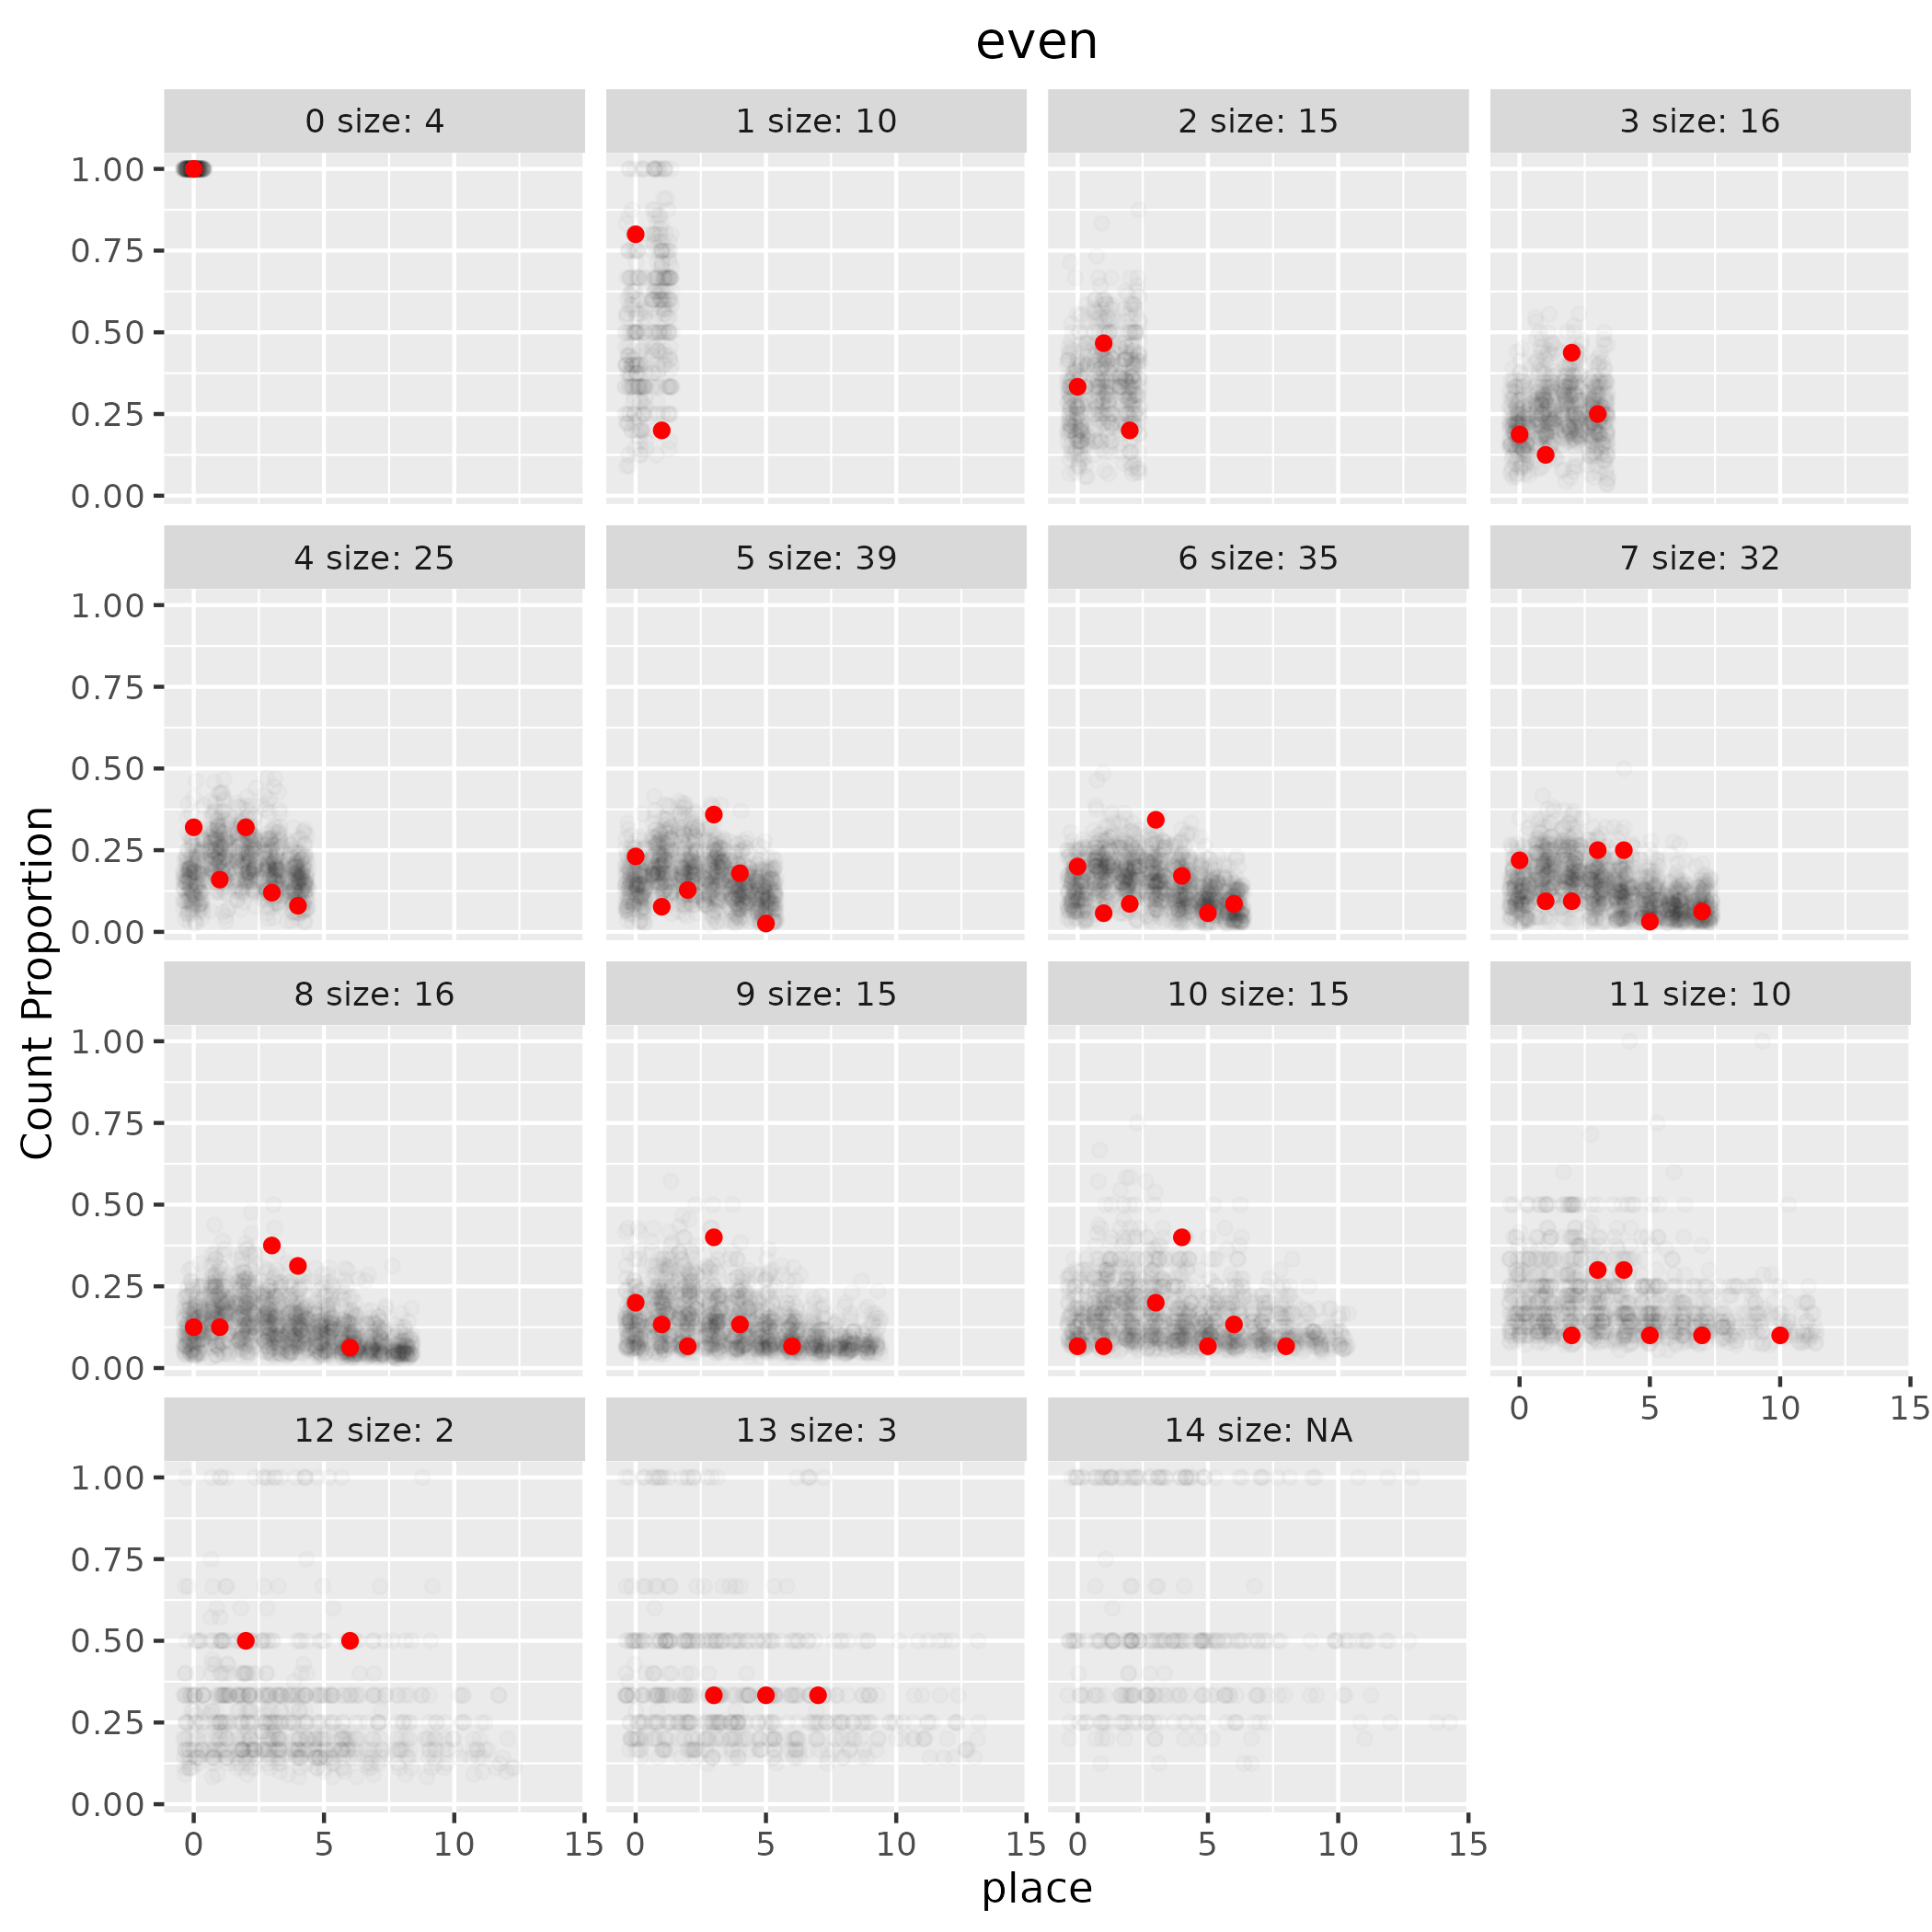 even
0 size: 4
1 size: 10
2 size: 15
3 size: 16
1.00
0.75
0.50
0.25
0.00
4 size: 25
5 size: 39
6 size: 35
7 size: 32
1.00
0.75
0.50
0.25
0.00
Count Proportion
8 size: 16
9 size: 15
10 size: 15
11 size: 10
1.00
0.75
0.50
0.25
0.00
0 5 10 15
12 size: 2
13 size: 3
14 size: NA
1.00
0.75
0.50
0.25
0.00
0 5 10 15
0 5 10 15
0 5 10 15
place